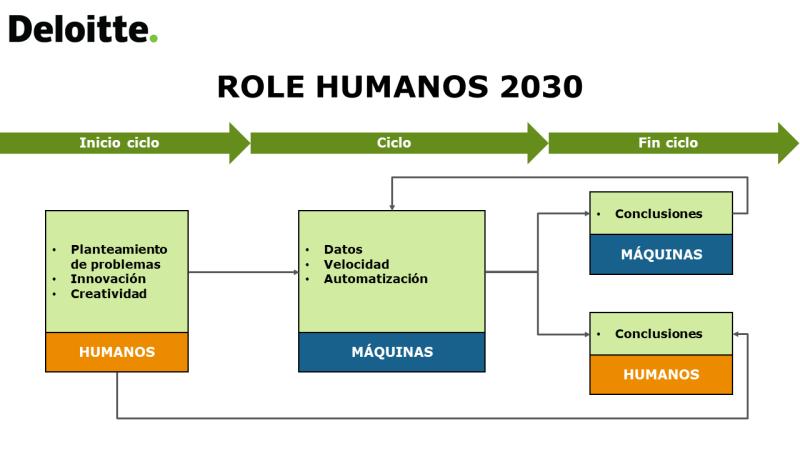 Deloitte.
ROLE HUMANOS 2030
Inicio ciclo
Ciclo
Fin ciclo
• Planteamiento
de problemas
• Innovación
• Creatividad
HUMANOS
• Datos
• Velocidad
• Automatización
MÁQUINAS
• Conclusiones
MÁQUINAS
• Conclusiones
HUMANOS